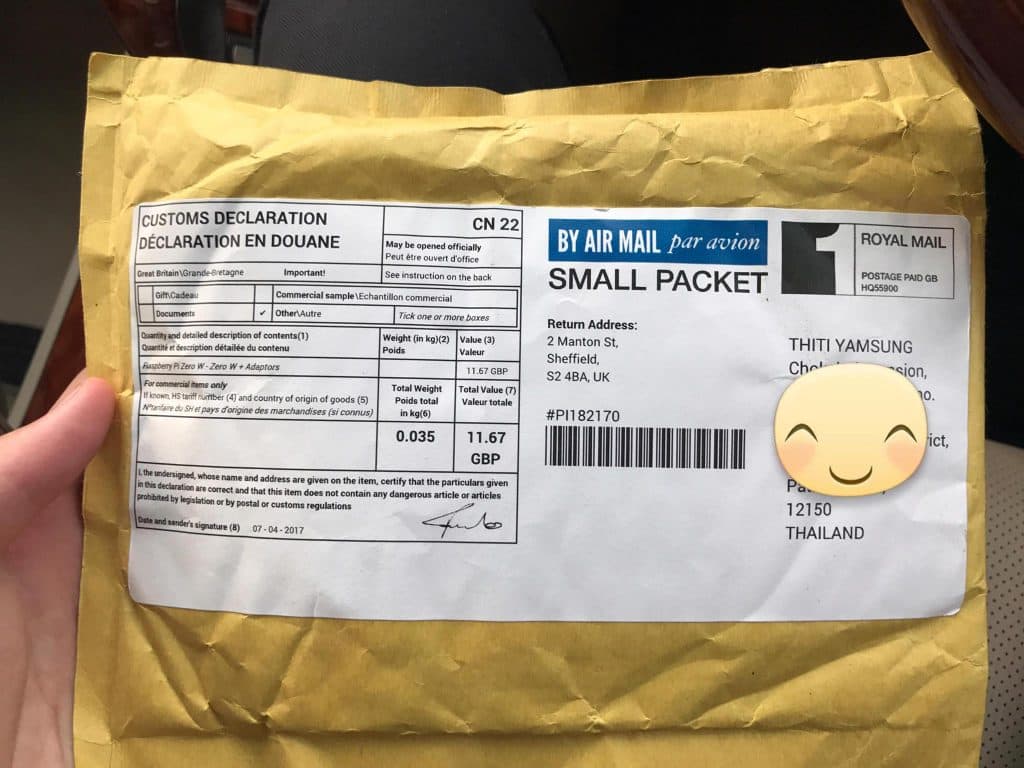 CUSTOMS DECLARATION
DÉCLARATION EN DOUANE
CN 22
May be opened officially
Peut être ouvert d'office
Great Britain\Grande-Bretagne Important!
See instruction on the back
Gift\Cadeau
Commercial sample\Echantillon commercial
Documents
✓ Other\Autre
Tick one or more boxes
Quantity and detailed description of contents(1)
Quantité et description détailée du contenu
Weight (in kg)(2)
Poids
Value (3)
Valeur
Raspberry Pi Zero W - Zero W + Adaptors
11.67 GBP
For commercial items only
If known, HS tariff number (4) and country of origin of goods (5)
N°tarifaire du SH et pays d'origine des marchandises (si connus)
Total Weight
Poids total
in kg(6)
Total Value (7)
Valeur totale
0.035
11.67
GBP
I, the undersigned, whose name and address are given on the item, certify that the particulars given
in this declaration are correct and that this item does not contain any dangerous article or articles
prohibited by legislation or by postal or customs regulations
Date and sender's signature (8) 07 - 04 - 2017
BY AIR MAIL par avion
SMALL PACKET
1
ROYAL MAIL
POSTAGE PAID GB
HQ55900
Return Address:
2 Manton St,
Sheffield,
S2 4BA, UK
#PI182170
THITI YAMSUNG
12150
THAILAND